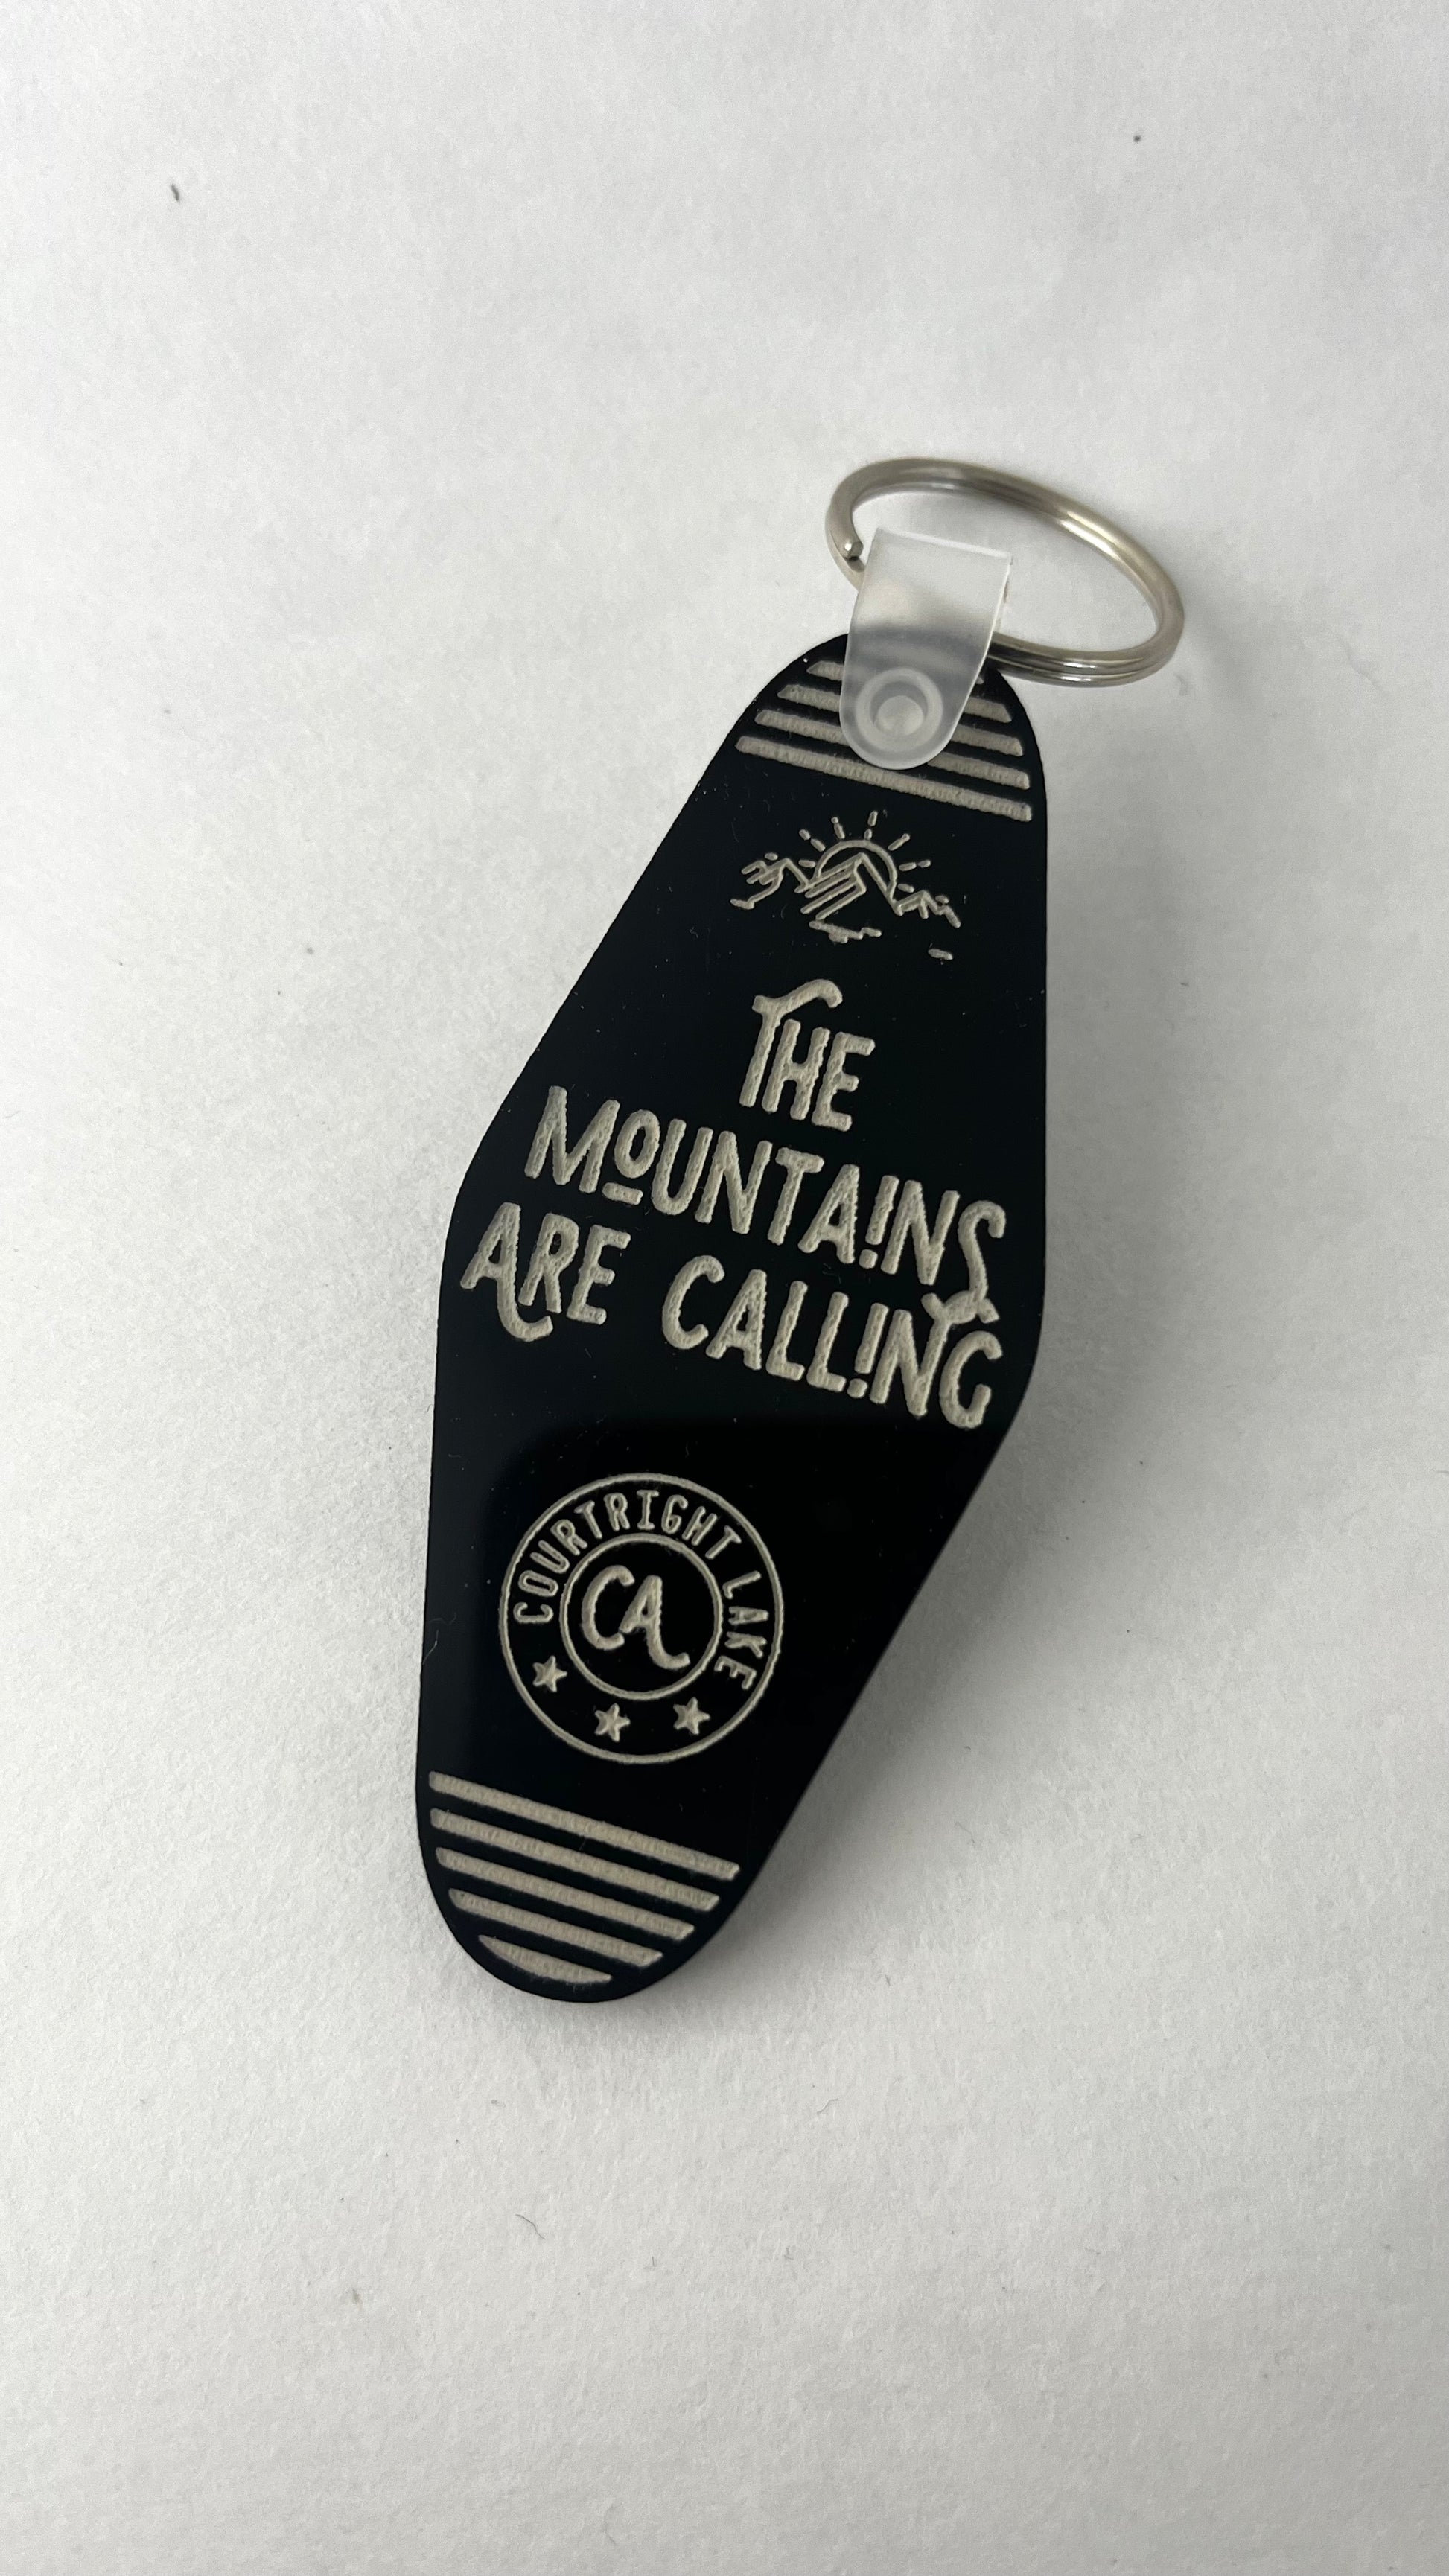 THE
MOUNTAINS
ARE CALLING
COURTRIGHT LAKE
CA